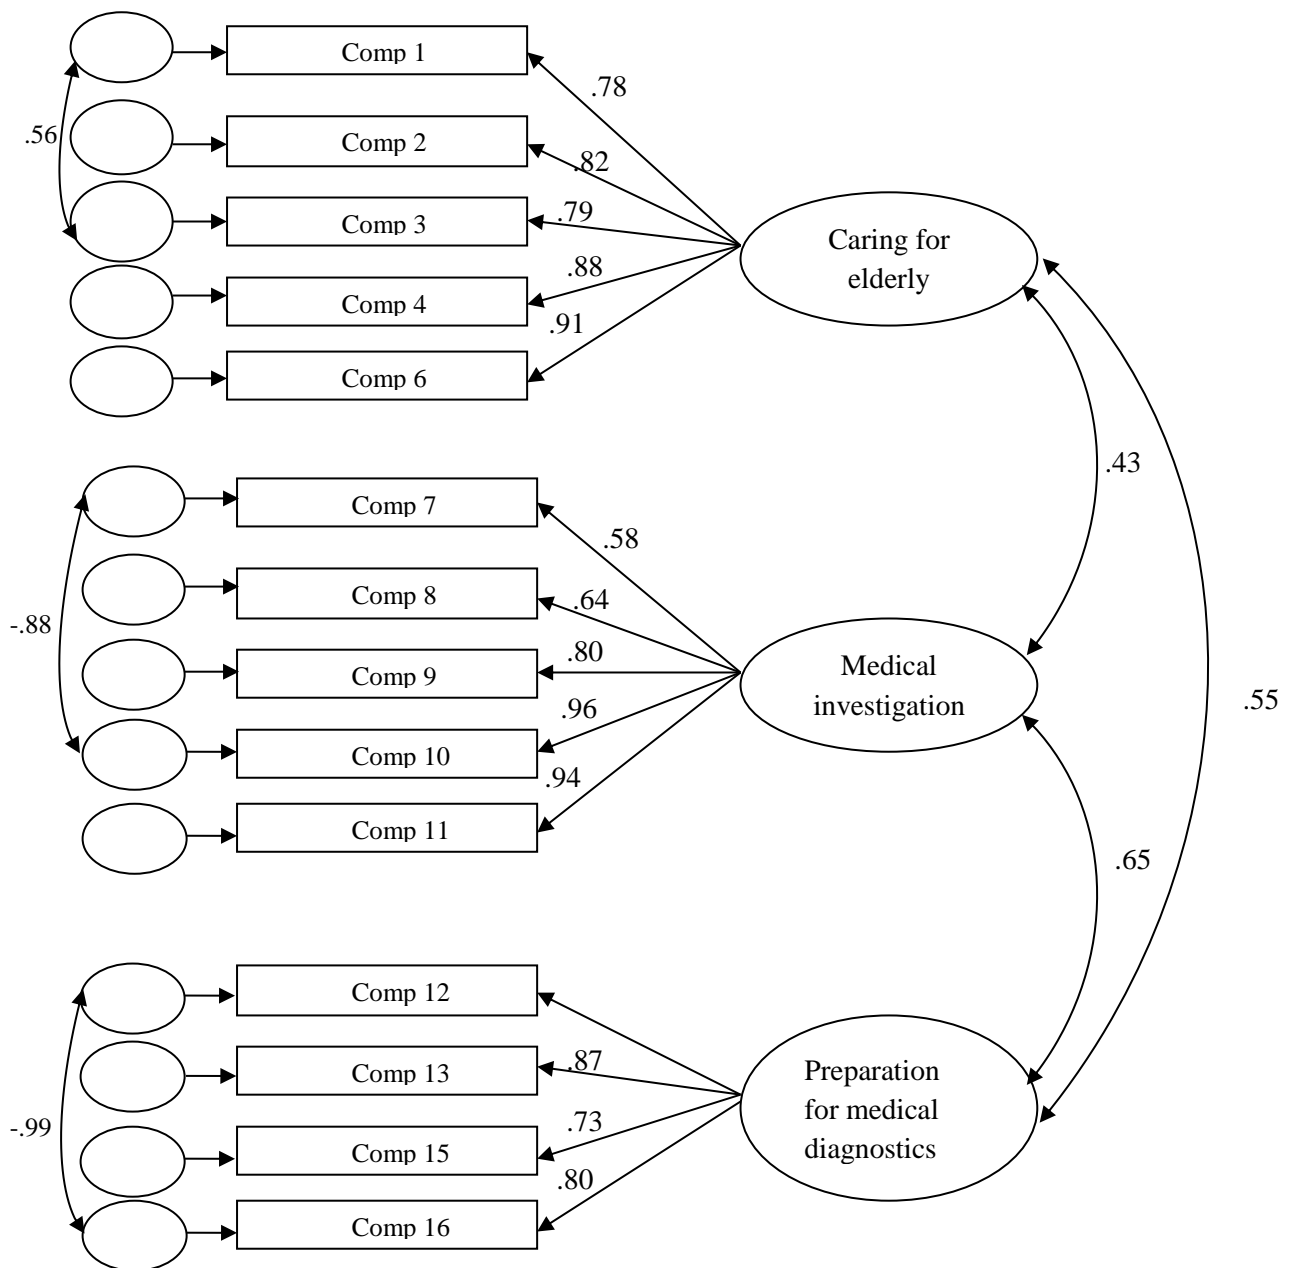 Comp 1
.78
.56
Comp 2
.82
Comp 3
.79
Comp 4
.88
Comp 6
.91
Caring for
elderly
.43
Comp 7
.58
-.88
Comp 8
.64
Comp 9
.80
Comp 10
.96
Comp 11
.94
Medical
investigation
.55
.65
Comp 12
Comp 13
.87
-.99
Comp 15
.73
Comp 16
.80
Preparation
for medical
diagnostics